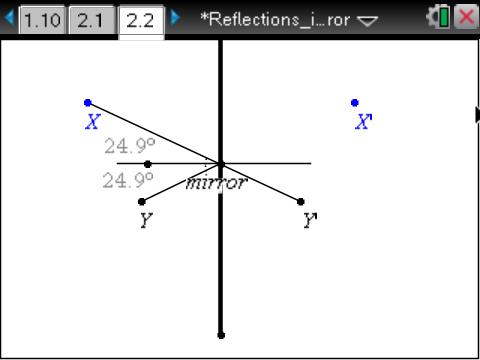 1.10 2.1 2.2 *Reflections_i...ror
X X'
24.9°
24.9°
mirror
Y Y'